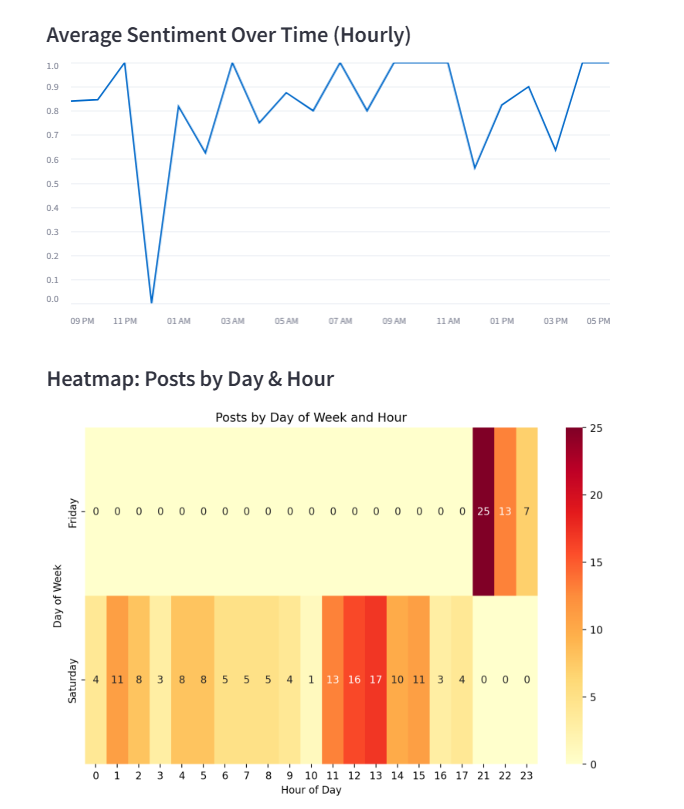 Average Sentiment Over Time (Hourly)
1.0
0.9
0.8
0.7
0.6
0.5
0.4
0.3
0.2
0.1
0.0
09 PM 11 PM 01 AM 03 AM 05 AM 07 AM 09 AM 11 AM 01 PM 03 PM 05 PM
Heatmap: Posts by Day & Hour
Posts by Day of Week and Hour
Day of Week
Friday
0 0 0 0 0 0 0 0 0 0 0 0 0 0 0 0 0 0 25 13 7
Saturday
4 11 8 3 8 8 5 5 5 4 1 13 16 17 10 11 3 4 0 0 0
0 1 2 3 4 5 6 7 8 9 10 11 12 13 14 15 16 17 21 22 23
Hour of Day
25
20
15
10
5
0